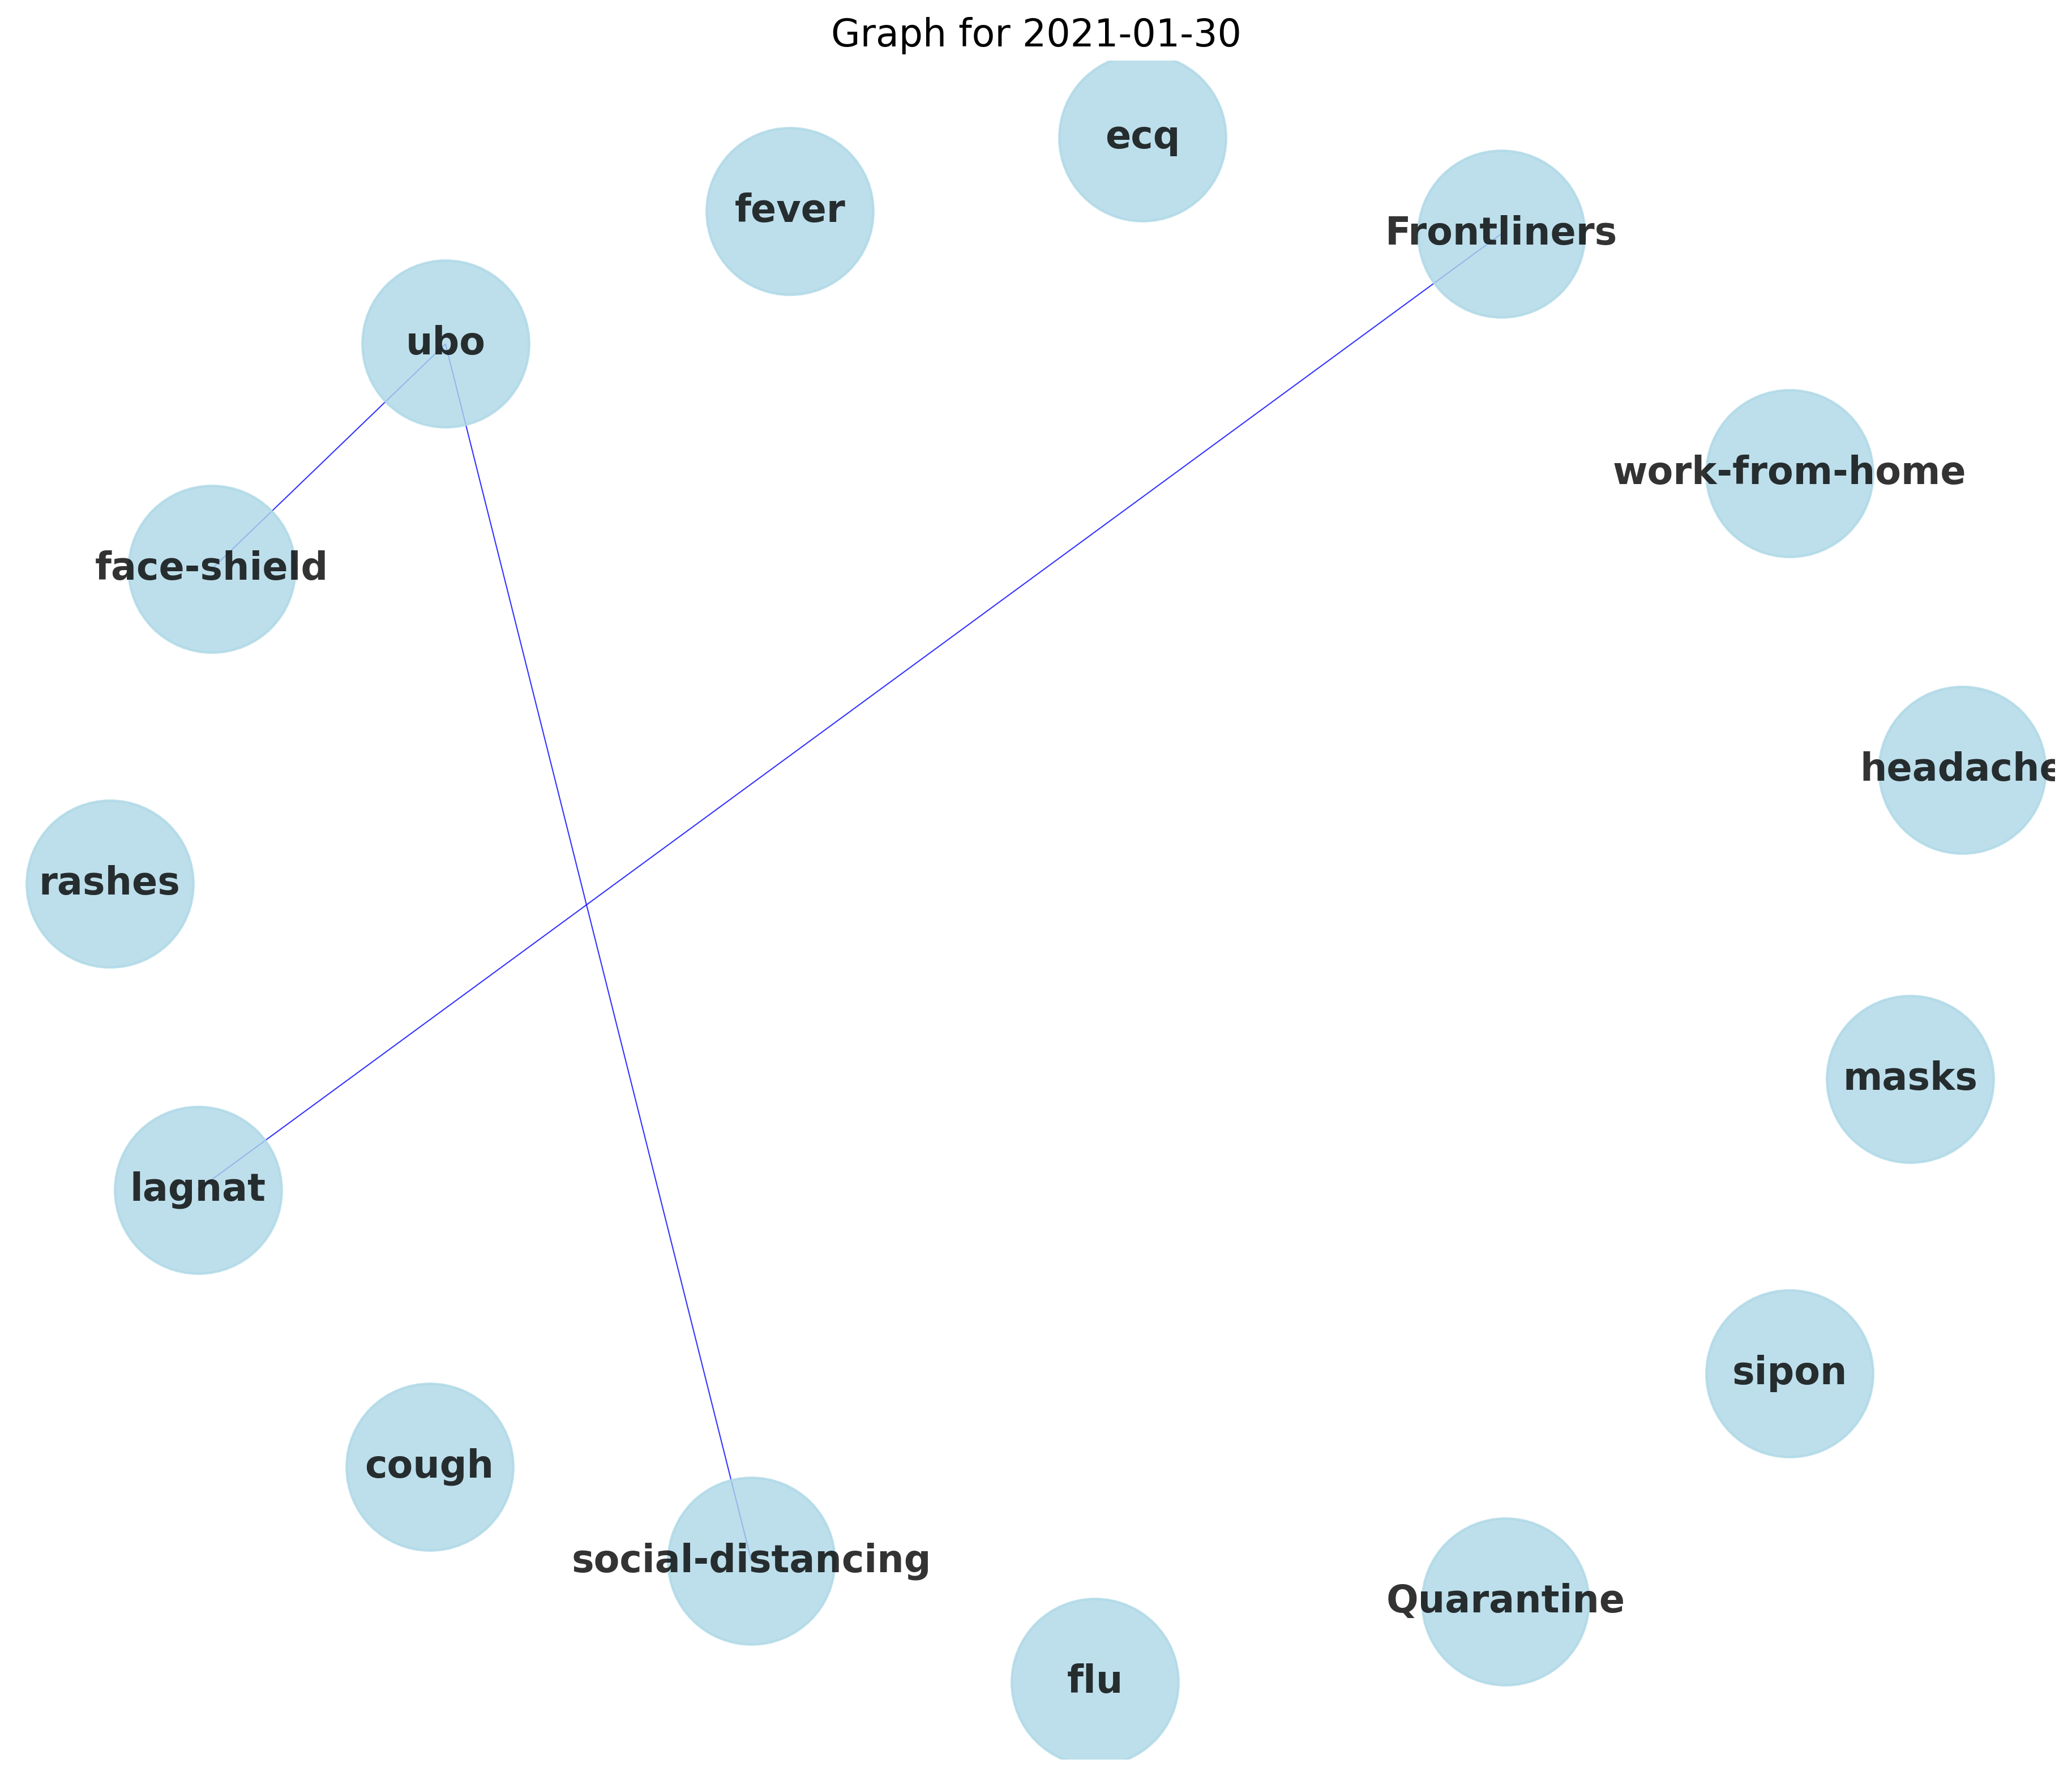 Graph for 2021-01-30
ecq
fever
Frontliners
ubo
work-from-home
face-shield
headache
rashes
masks
lagnat
sipon
cough
social-distancing
Quarantine
flu